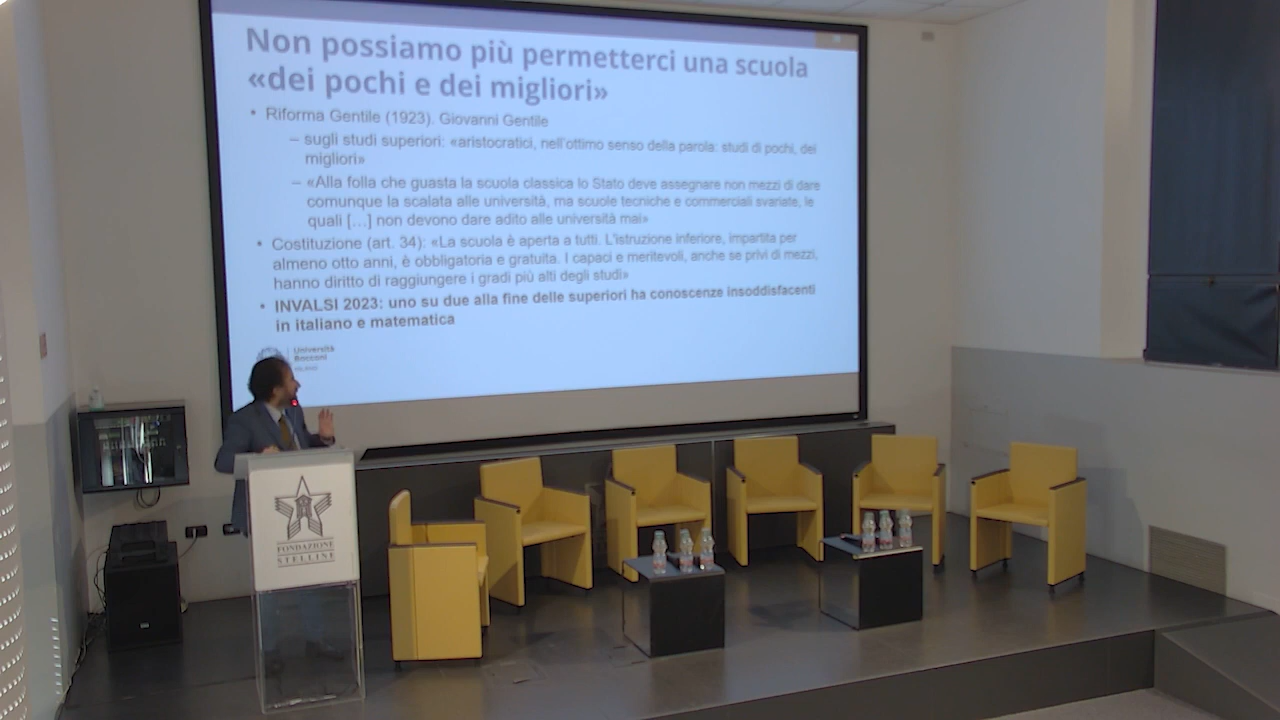 Non possiamo più permetterci una scuola
«dei pochi e dei migliori»
• Riforma Gentile (1923). Giovanni Gentile
– sugli studi superiori: «aristocratici, nell'ottimo senso della parola: studi di pochi, dei
migliori»
– «Alla folla che guasta la scuola classica lo Stato deve assegnare non mezzi di dare
comunque la scalata alle università, ma scuole tecniche e commerciali svariate, le
quali […] non devono dare adito alle università mai»
• Costituzione (art. 34): «La scuola è aperta a tutti. L'istruzione inferiore, impartita per
almeno otto anni, è obbligatoria e gratuita. I capaci e meritevoli, anche se privi di mezzi,
hanno diritto di raggiungere i gradi più alti degli studi»
• INVALSI 2023: uno su due alla fine delle superiori ha conoscenze insoddisfacenti
in italiano e matematica
Università
Bocconi
MILANO
FONDAZIONE
STELLINE